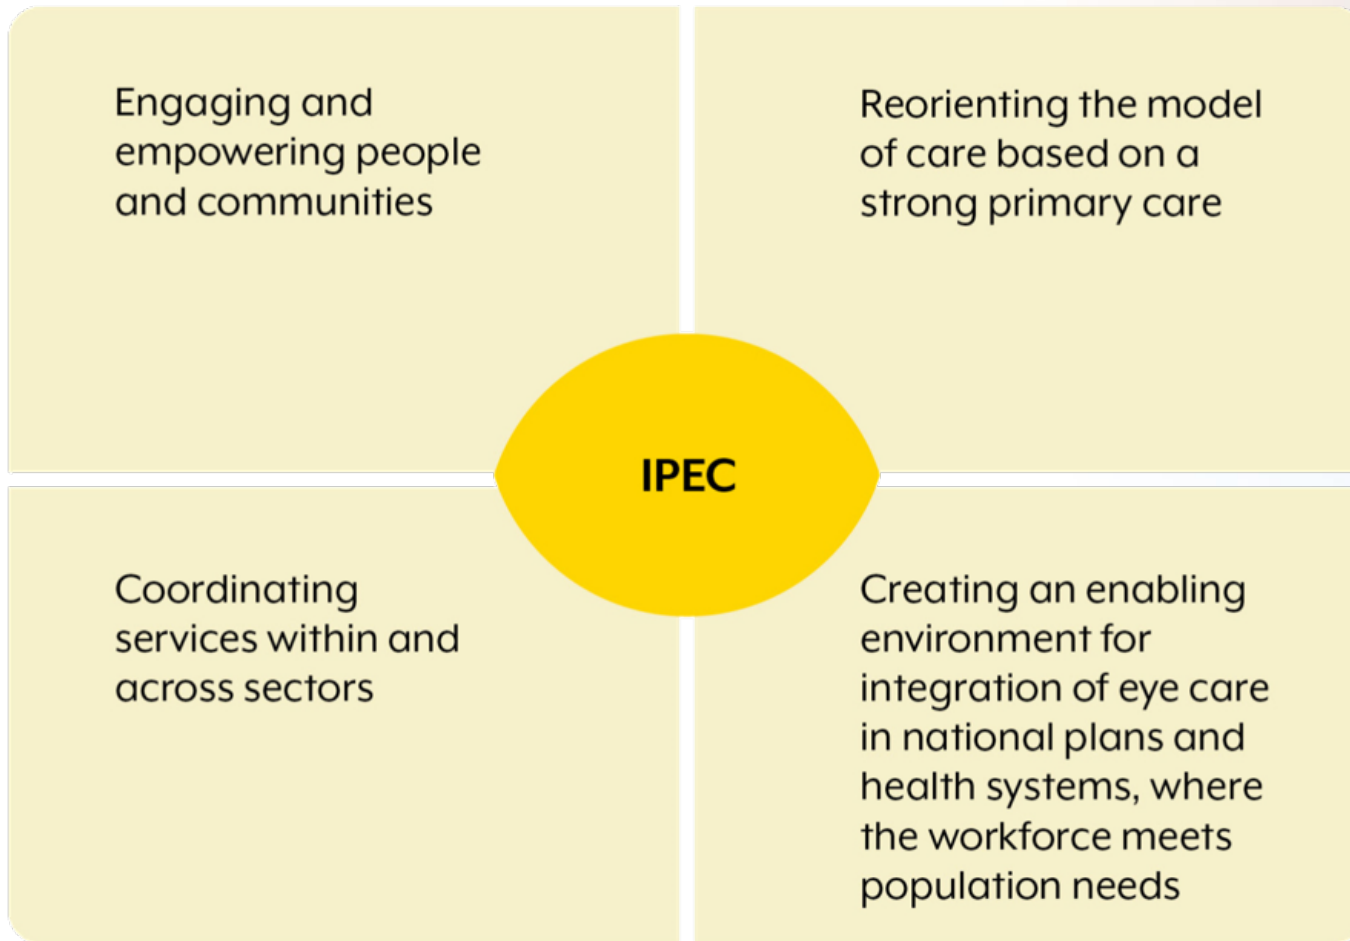 Engaging and
empowering people
and communities
Reorienting the model
of care based on a
strong primary care
IPEC
Coordinating
services within and
across sectors
Creating an enabling
environment for
integration of eye care
in national plans and
health systems, where
the workforce meets
population needs